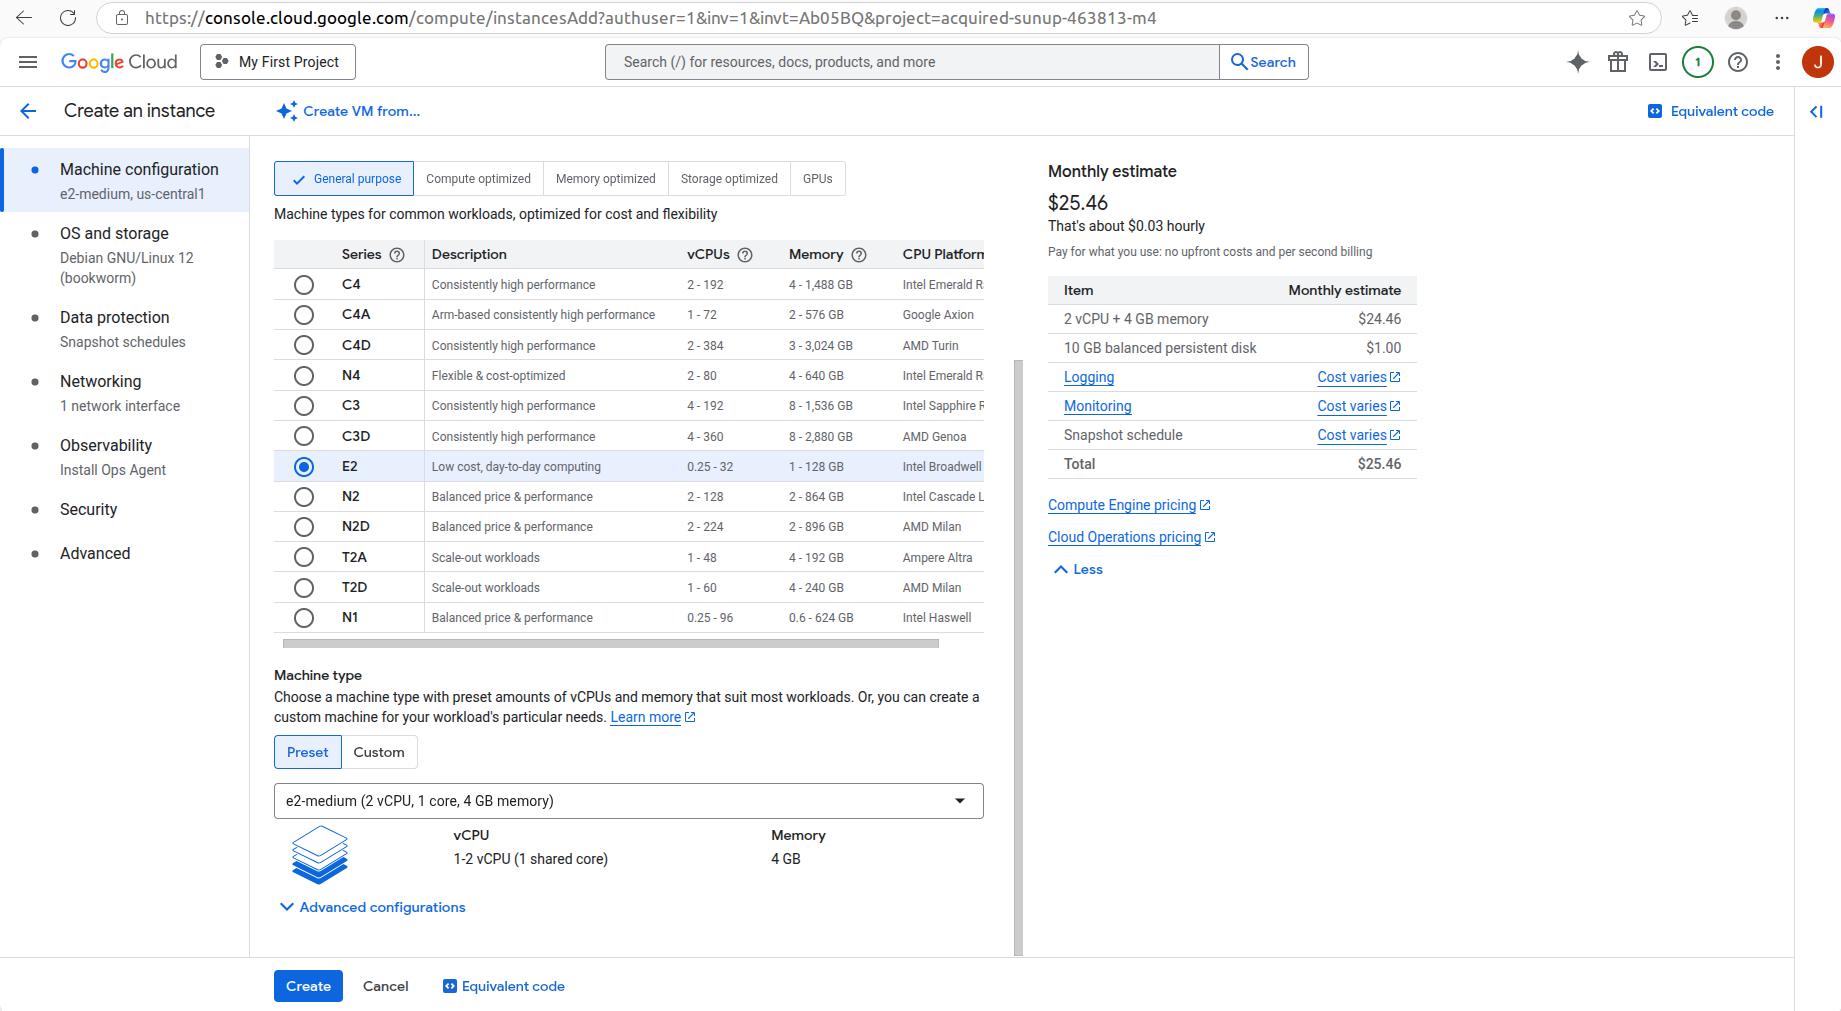 https://console.cloud.google.com/compute/instancesAdd?authuser=1&inv=1&invt=Ab05BQ&project=acquired-sunup-463813-m4
Google Cloud
My First Project
Search (/) for resources, docs, products, and more
Search
1
J
Create an instance
Create VM from...
Equivalent code
Machine configuration
e2-medium, us-central1
OS and storage
Debian GNU/Linux 12
(bookworm)
Data protection
Snapshot schedules
Networking
1 network interface
Observability
Install Ops Agent
Security
Advanced
General purpose Compute optimized Memory optimized Storage optimized GPUs
Machine types for common workloads, optimized for cost and flexibility
Series Description vCPUs Memory CPU Platform
C4 Consistently high performance 2 - 192 4 - 1,488 GB Intel Emerald R
C4A Arm-based consistently high performance 1 - 72 2 - 576 GB Google Axion
C4D Consistently high performance 2 - 384 3 - 3,024 GB AMD Turin
N4 Flexible & cost-optimized 2 - 80 4 - 640 GB Intel Emerald R
C3 Consistently high performance 4 - 192 8 - 1,536 GB Intel Sapphire R
C3D Consistently high performance 4 - 360 8 - 2,880 GB AMD Genoa
E2 Low cost, day-to-day computing 0.25 - 32 1 - 128 GB Intel Broadwell
N2 Balanced price & performance 2 - 128 2 - 864 GB Intel Cascade L
N2D Balanced price & performance 2 - 224 2 - 896 GB AMD Milan
T2A Scale-out workloads 1 - 48 4 - 192 GB Ampere Altra
T2D Scale-out workloads 1 - 60 4 - 240 GB AMD Milan
N1 Balanced price & performance 0.25 - 96 0.6 - 624 GB Intel Haswell
Machine type
Choose a machine type with preset amounts of vCPUs and memory that suit most workloads. Or, you can create a
custom machine for your workload's particular needs. Learn more
Preset Custom
e2-medium (2 vCPU, 1 core, 4 GB memory)
vCPU Memory
1-2 vCPU (1 shared core) 4 GB
Advanced configurations
Create Cancel Equivalent code
Monthly estimate
$25.46
That's about $0.03 hourly
Pay for what you use: no upfront costs and per second billing
Item Monthly estimate
2 vCPU + 4 GB memory $24.46
10 GB balanced persistent disk $1.00
Logging Cost varies
Monitoring Cost varies
Snapshot schedule Cost varies
Total $25.46
Compute Engine pricing
Cloud Operations pricing
Less